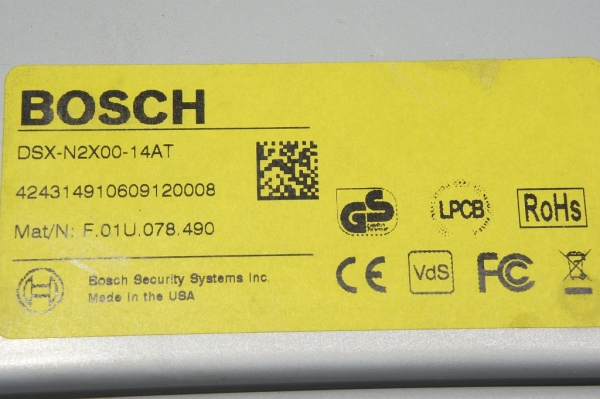 BOSCH
DSX-N2X00-14AT
424314910609120008
Mat/N: F.01U.078.490
Bosch Security Systems Inc.
Made in the USA
GS
LPCB
RoHs
CE
VdS
FC